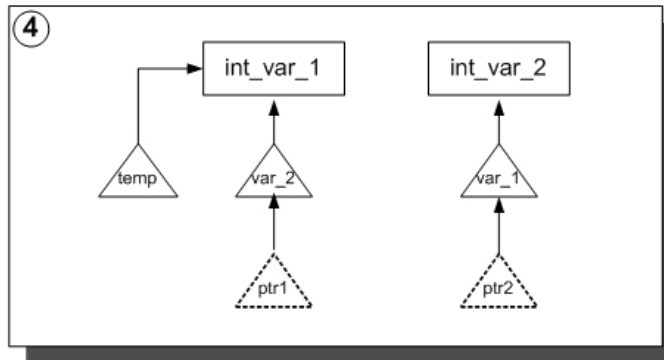 4
int_var_1
int_var_2
temp
var_2
var_1
ptr1
ptr2